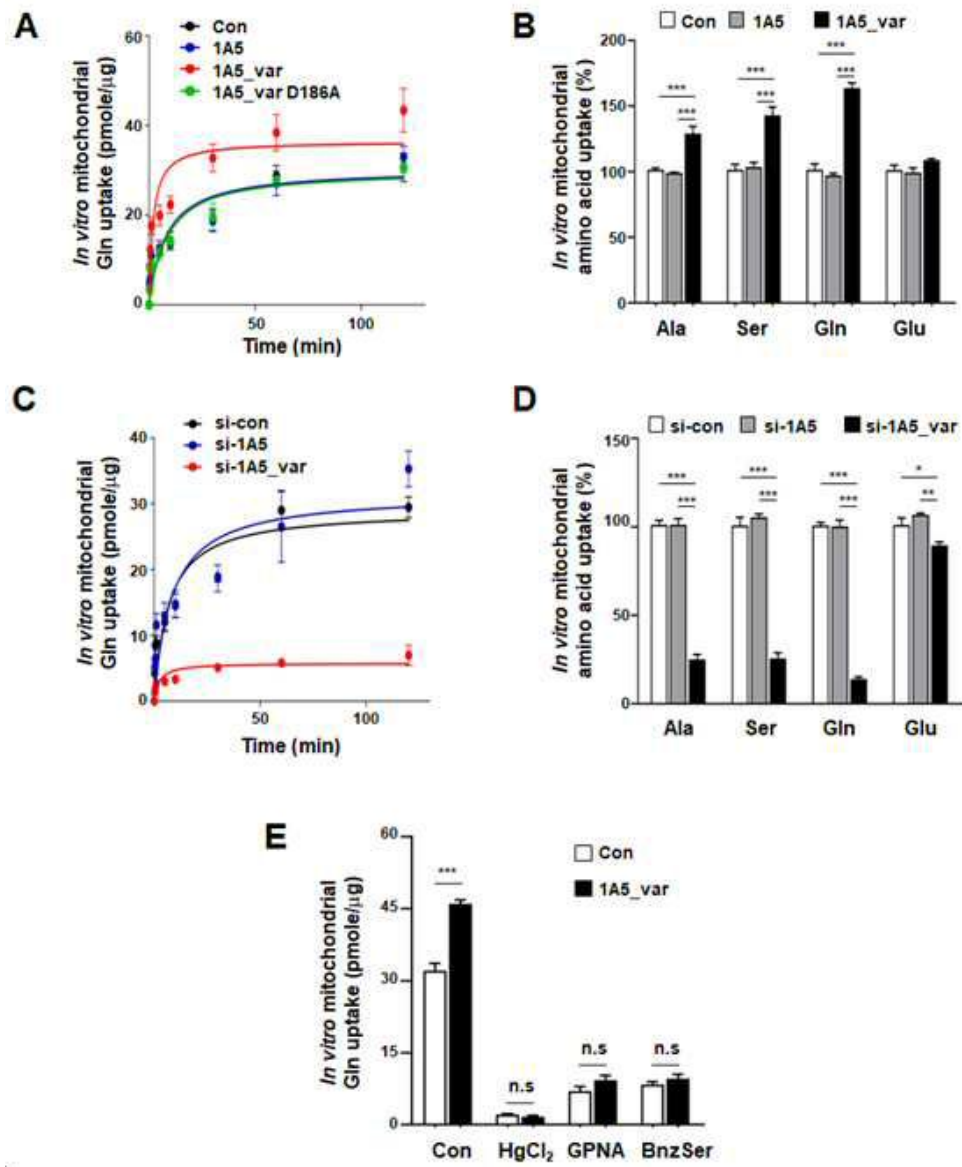 A
Con
1A5
1A5_var
1A5_var D186A
In vitro mitochondrial
Gln uptake (pmole/μg)
60
40
20
0
50
100
Time (min)
B
Con 1A5 1A5_var
In vitro mitochondrial
amino acid uptake (%)
200
150
100
50
0
*** *** *** *** *** ***
Ala Ser Gln Glu
C
si-con
si-1A5
si-1A5_var
In vitro mitochondrial
Gln uptake (pmole/μg)
40
30
20
10
0
50
100
Time (min)
D
si-con si-1A5 si-1A5_var
In vitro mitochondrial
amino acid uptake (%)
150
100
50
0
*** *** *** *
*** *** *** **
Ala Ser Gln Glu
E
Con
1A5_var
In vitro mitochondrial
Gln uptake (pmole/μg)
60
45
30
15
0
***
n.s n.s n.s
Con HgCl₂ GPNA BnzSer